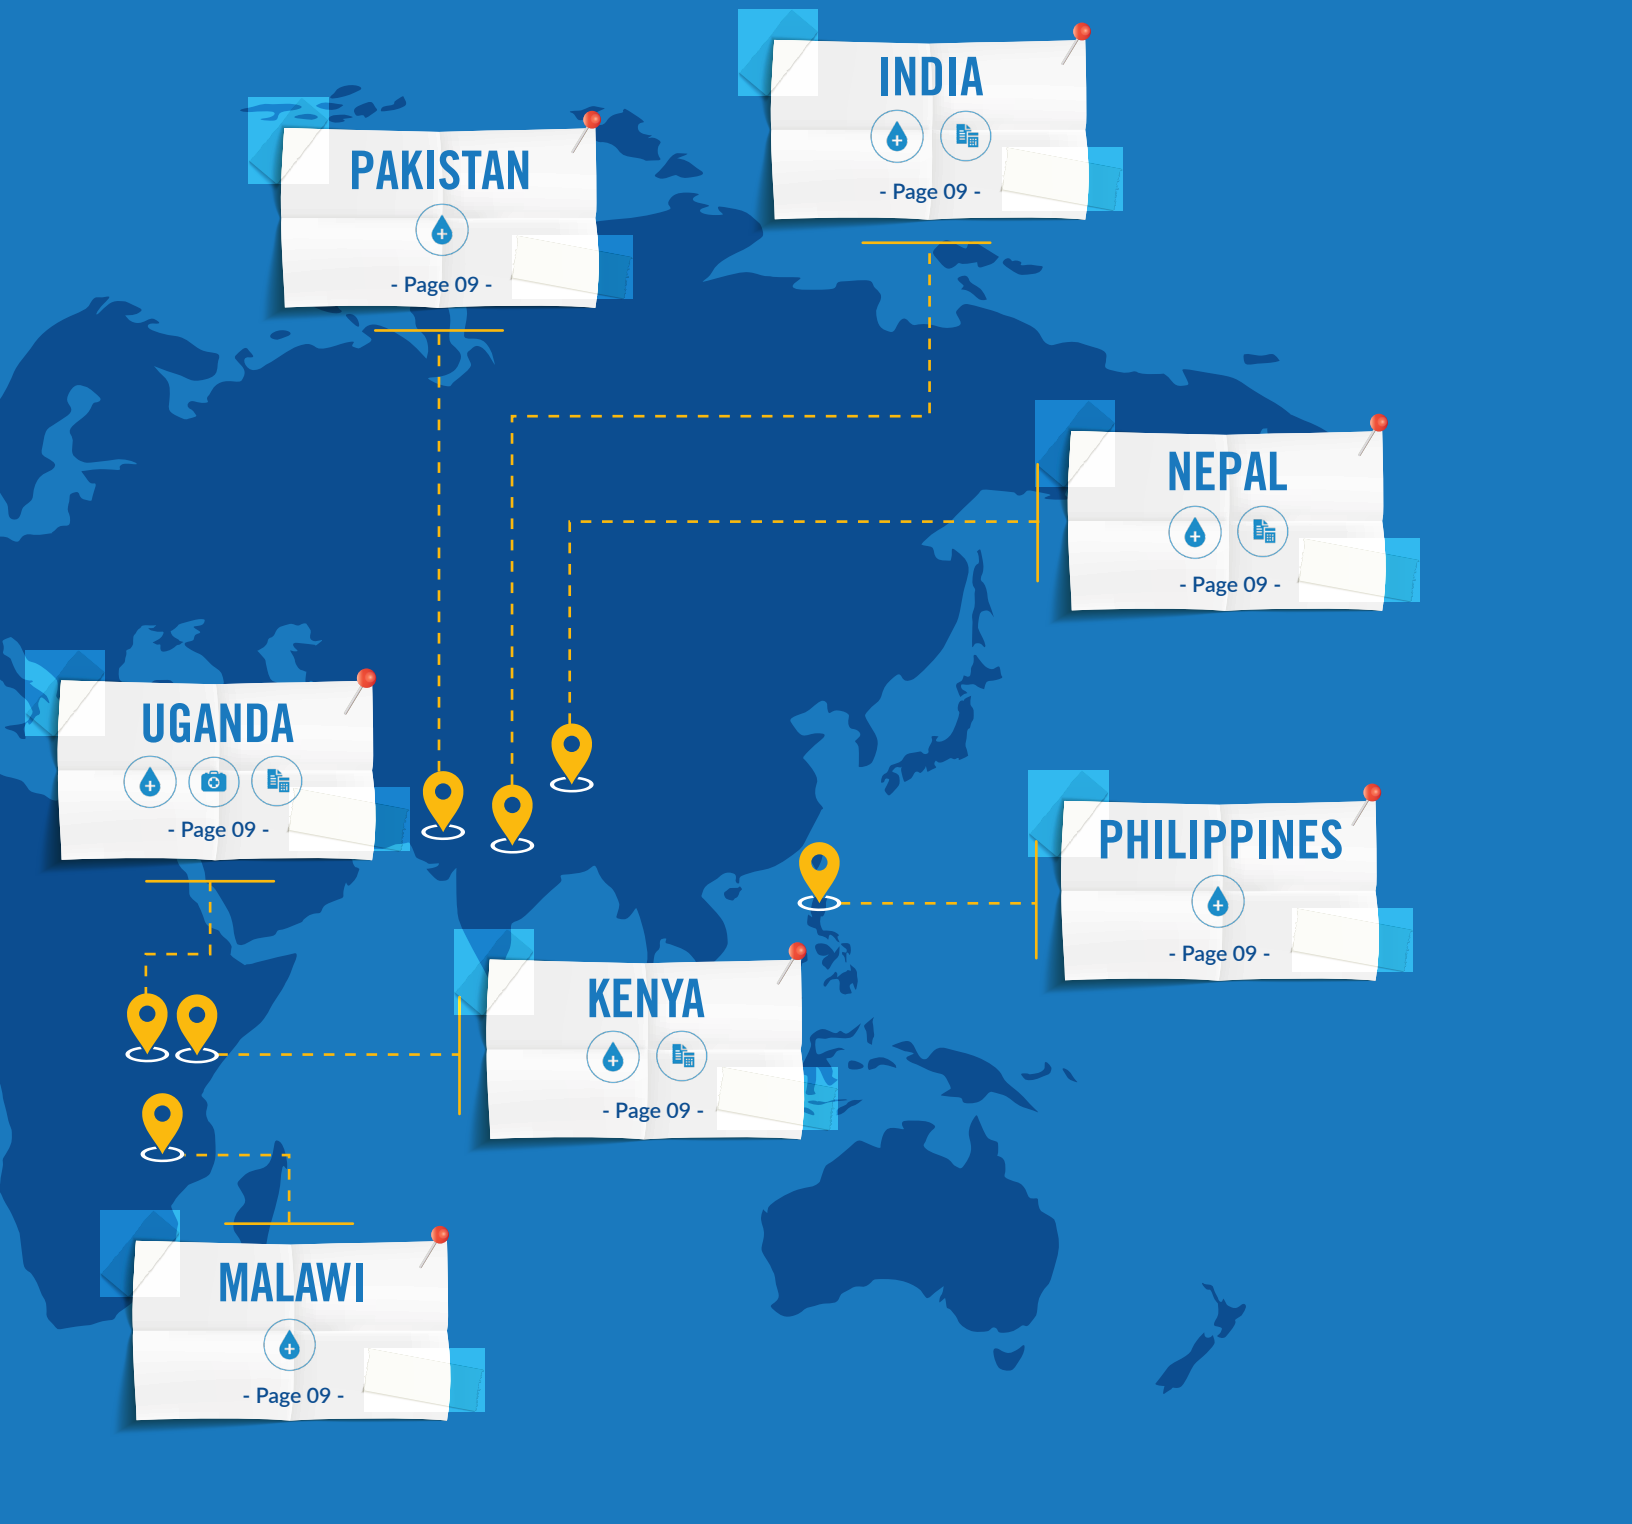 INDIA
- Page 09 -
PAKISTAN
- Page 09 -
NEPAL
- Page 09 -
UGANDA
- Page 09 -
PHILIPPINES
- Page 09 -
KENYA
- Page 09 -
MALAWI
- Page 09 -